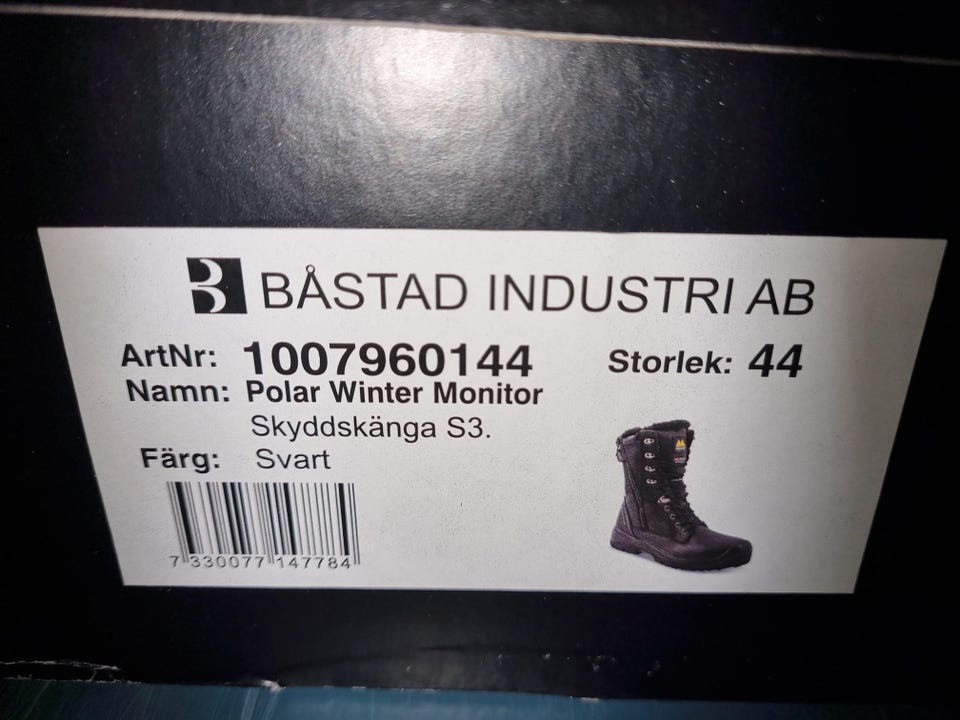 BÅSTAD INDUSTRI AB
ArtNr: 1007960144 Storlek: 44
Namn: Polar Winter Monitor
Skyddskänga S3.
Färg: Svart
7 330077 147784